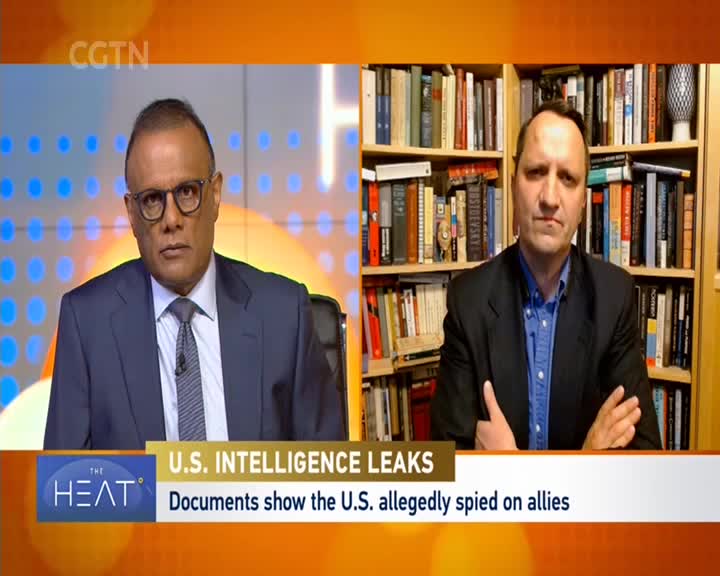 CGTN
THE
HEAT
U.S. INTELLIGENCE LEAKS
Documents show the U.S. allegedly spied on allies